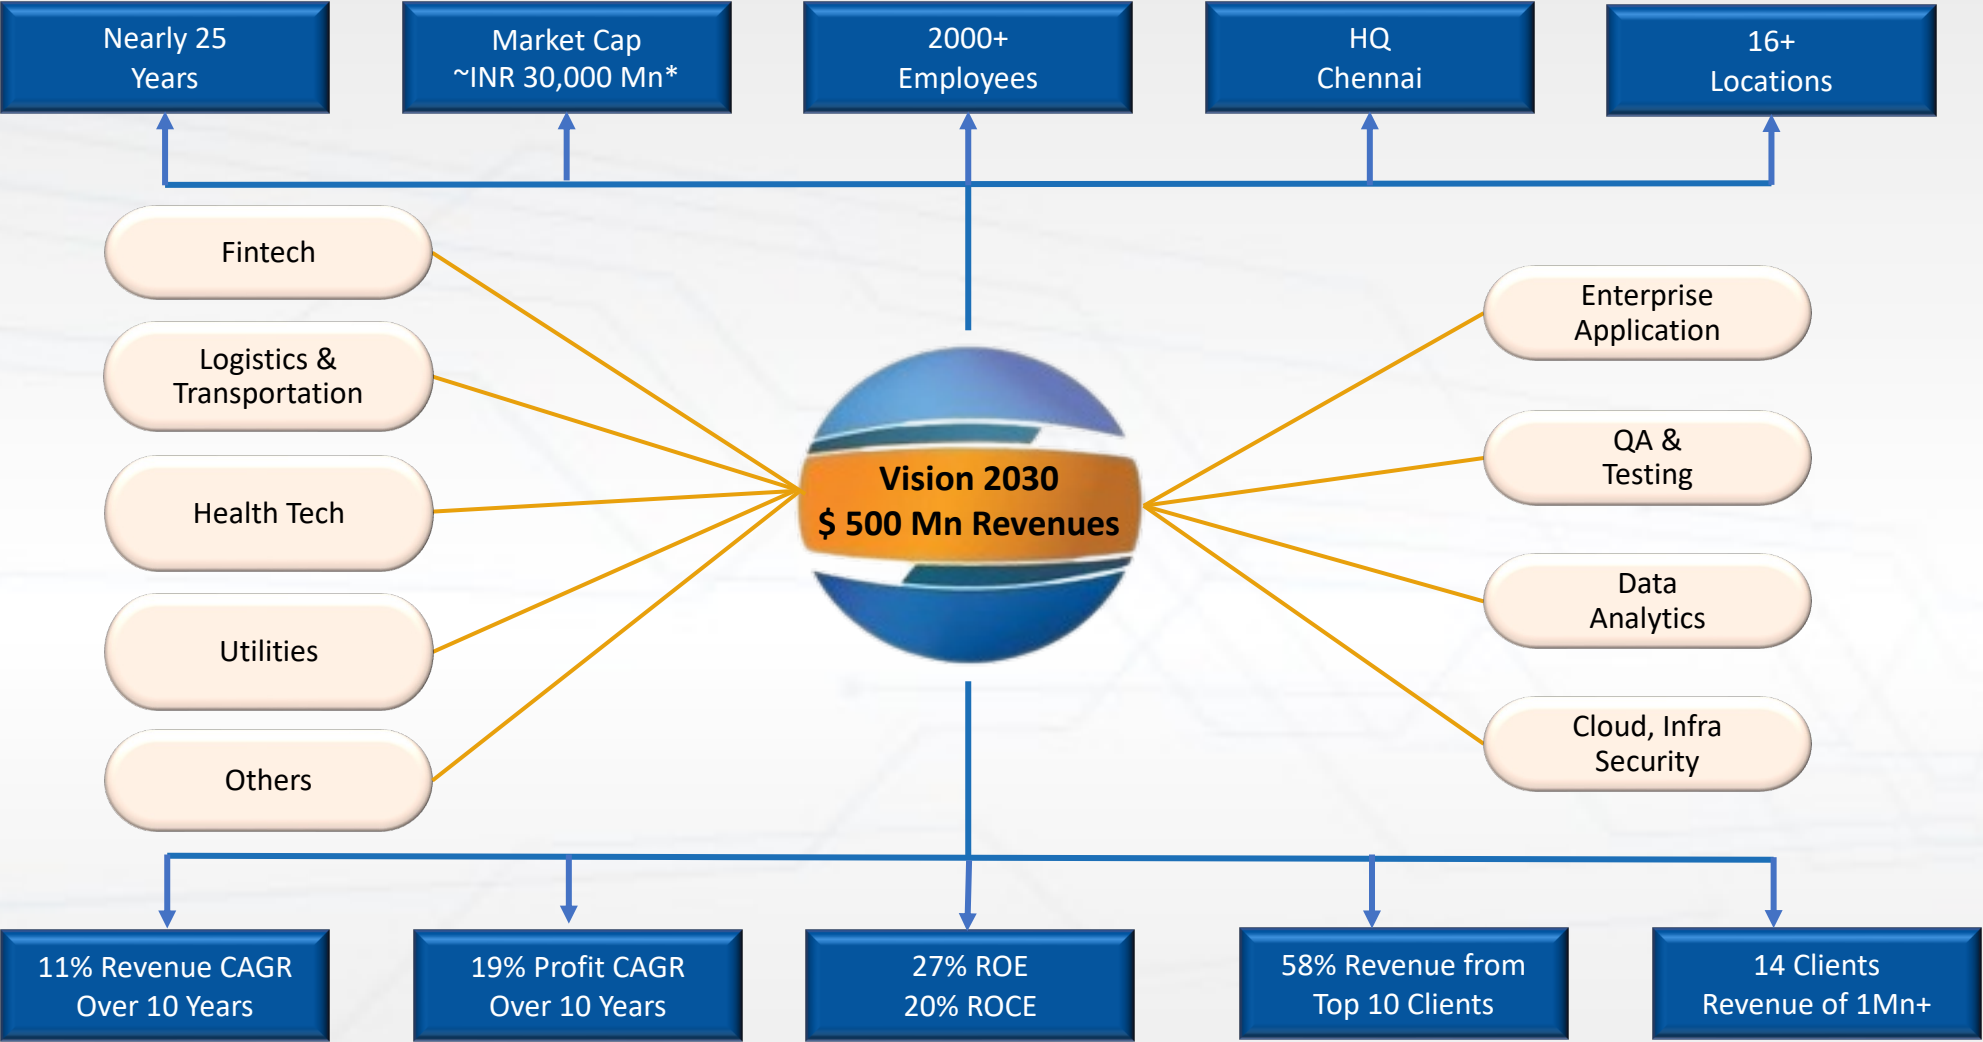 Nearly 25
Years
Market Cap
~INR 30,000 Mn*
2000+
Employees
HQ
Chennai
16+
Locations
Fintech
Logistics &
Transportation
Health Tech
Utilities
Others
Vision 2030
$ 500 Mn Revenues
Enterprise
Application
QA &
Testing
Data
Analytics
Cloud, Infra
Security
11% Revenue CAGR
Over 10 Years
19% Profit CAGR
Over 10 Years
27% ROE
20% ROCE
58% Revenue from
Top 10 Clients
14 Clients
Revenue of 1Mn+